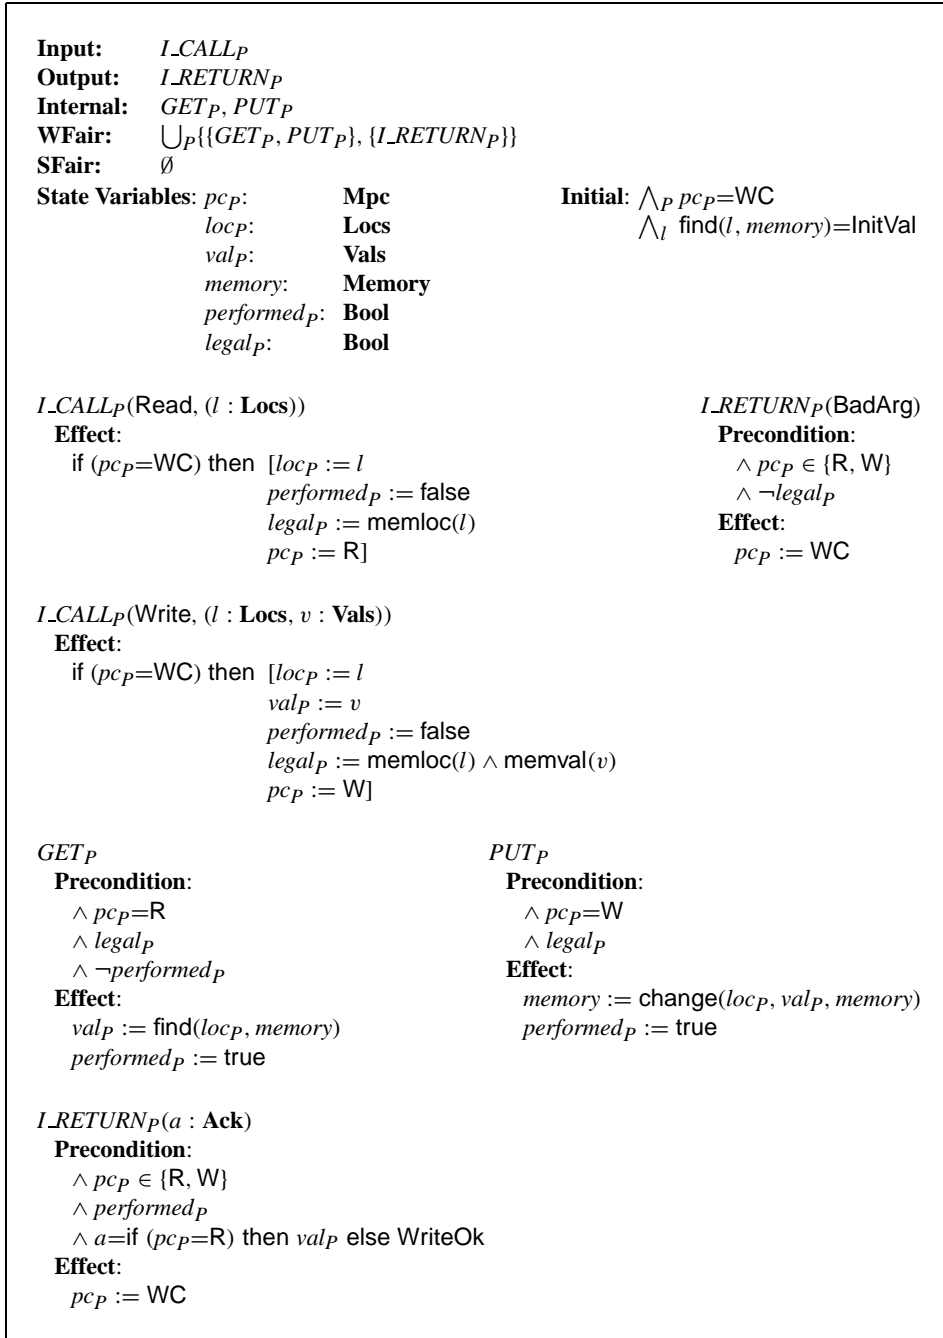 Input: I_CALL_P
Output: I_RETURN_P
Internal: GET_P, PUT_P
WFair: ⋃_P{{GET_P, PUT_P}, {I_RETURN_P}}
SFair: ∅
State Variables: pc_P: Mpc Initial: ⋀_P pc_P=WC
loc_P: Locs ⋀_l find(l, memory)=InitVal
val_P: Vals
memory: Memory
performed_P: Bool
legal_P: Bool
I_CALL_P(Read, (l : Locs)) I_RETURN_P(BadArg)
Effect: Precondition:
if (pc_P=WC) then [loc_P := l ∧ pc_P ∈ {R, W}
performed_P := false ∧ ¬legal_P
legal_P := memloc(l) Effect:
pc_P := R] pc_P := WC
I_CALL_P(Write, (l : Locs, v : Vals))
Effect:
if (pc_P=WC) then [loc_P := l
val_P := v
performed_P := false
legal_P := memloc(l) ∧ memval(v)
pc_P := W]
GET_P PUT_P
Precondition: Precondition:
∧ pc_P=R ∧ pc_P=W
∧ legal_P ∧ legal_P
∧ ¬performed_P Effect:
Effect: memory := change(loc_P, val_P, memory)
val_P := find(loc_P, memory) performed_P := true
performed_P := true
I_RETURN_P(a : Ack)
Precondition:
∧ pc_P ∈ {R, W}
∧ performed_P
∧ a=if (pc_P=R) then val_P else WriteOk
Effect:
pc_P := WC